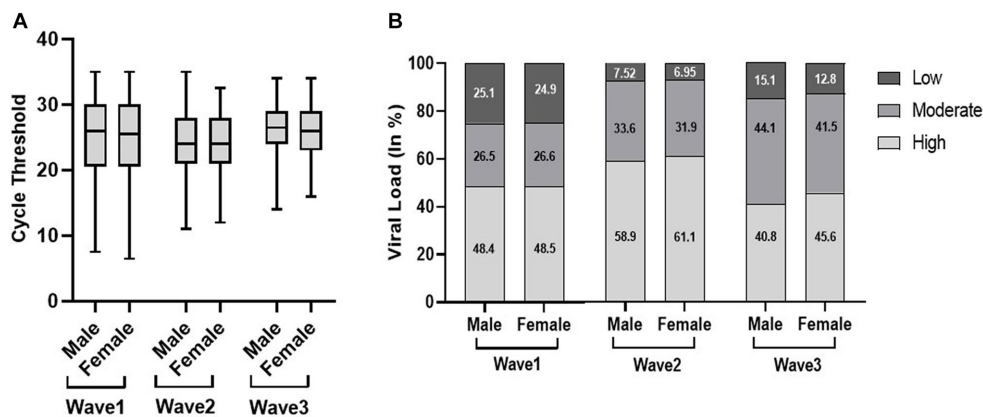 A
Cycle Threshold
40
30
20
10
0
Male
Female
Male
Female
Male
Female
Wave1
Wave2
Wave3
B
Viral Load (In %)
100
80
60
40
20
0
25.1
24.9
7.52
6.95
15.1
12.8
26.5
26.6
33.6
31.9
44.1
41.5
48.4
48.5
58.9
61.1
40.8
45.6
Male
Female
Male
Female
Male
Female
Wave1
Wave2
Wave3
Low
Moderate
High